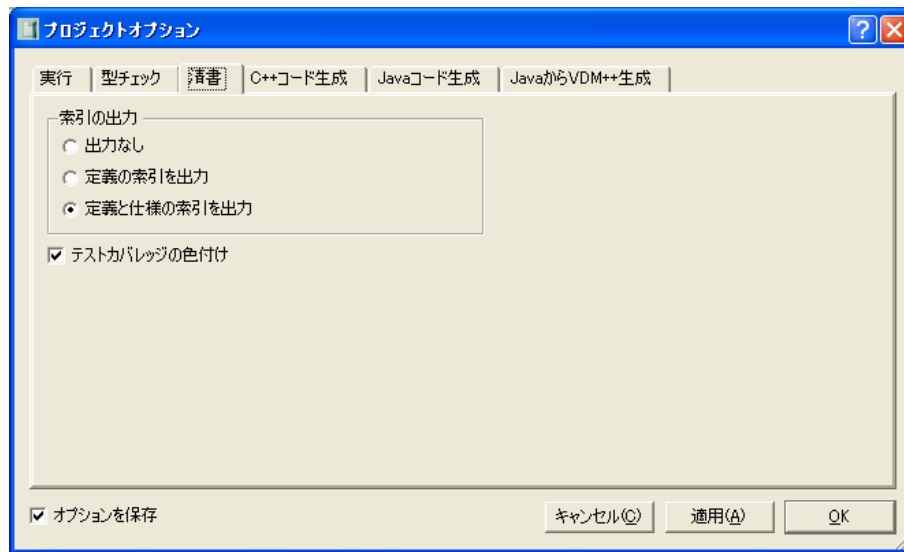 プロジェクトオプション
実行 型チェック 清書 C++コード生成 Javaコード生成 JavaからVDM++生成
索引の出力
出力なし
定義の索引を出力
定義と仕様の索引を出力
テストカバレッジの色付け
オプションを保存 キャンセル(C) 適用(A) OK